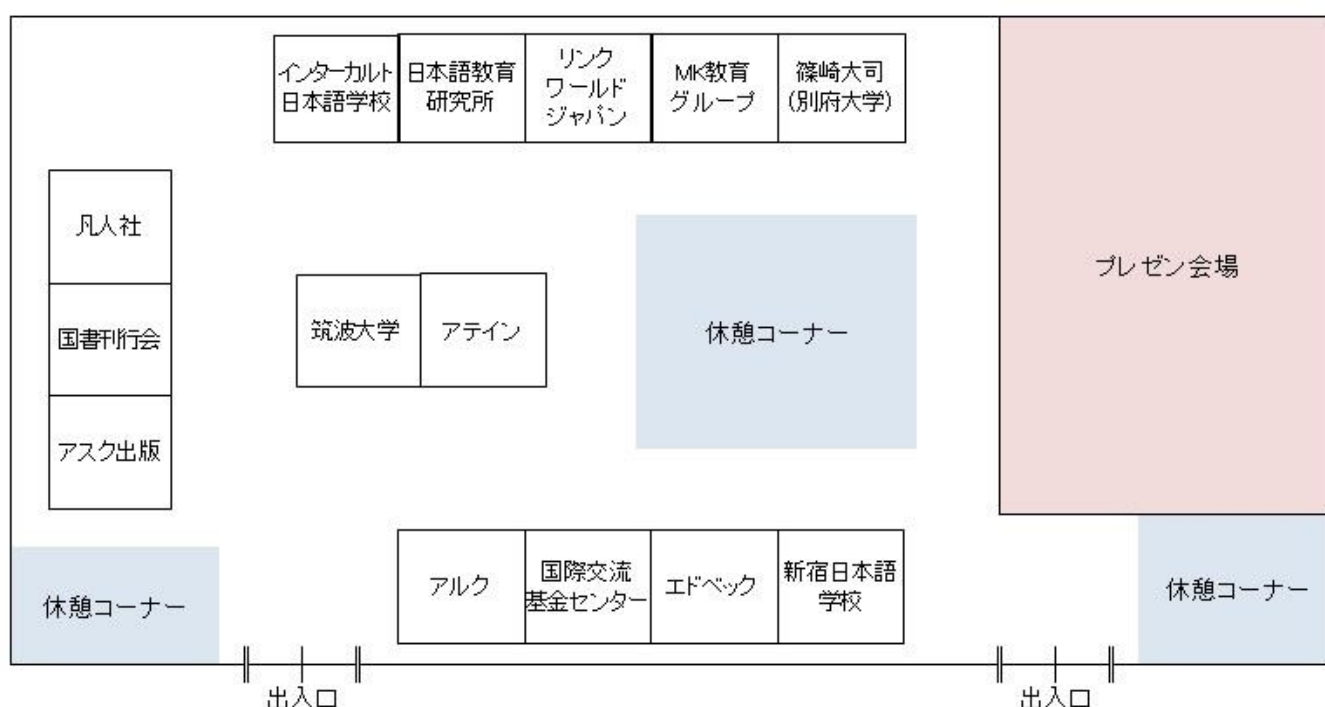 インターカルト
日本語学校
日本語教育
研究所
リンク
ワールド
ジャパン
MK教育
グループ
篠崎大司
(別府大学)
凡人社
国書刊行会
アスク出版
筑波大学
アテイン
休憩コーナー
プレゼン会場
アルク
国際交流
基金センター
エドベック
新宿日本語
学校
休憩コーナー
休憩コーナー
出入口
出入口